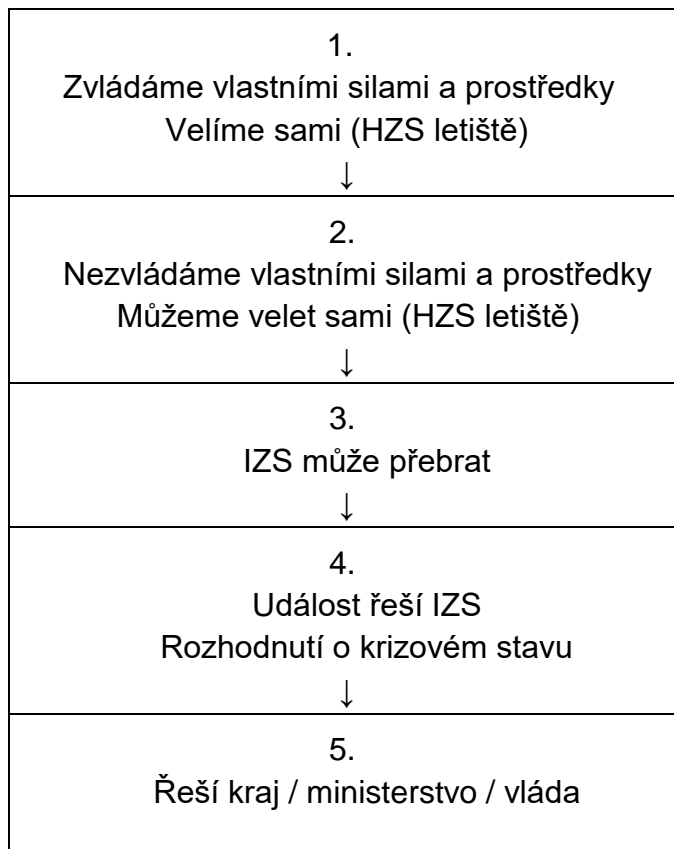 1.
Zvládáme vlastními silami a prostředky
Velíme sami (HZS letiště)
↓
2.
Nezvládáme vlastními silami a prostředky
Můžeme velet sami (HZS letiště)
↓
3.
IZS může přebrat
↓
4.
Událost řeší IZS
Rozhodnutí o krizovém stavu
↓
5.
Řeší kraj / ministerstvo / vláda